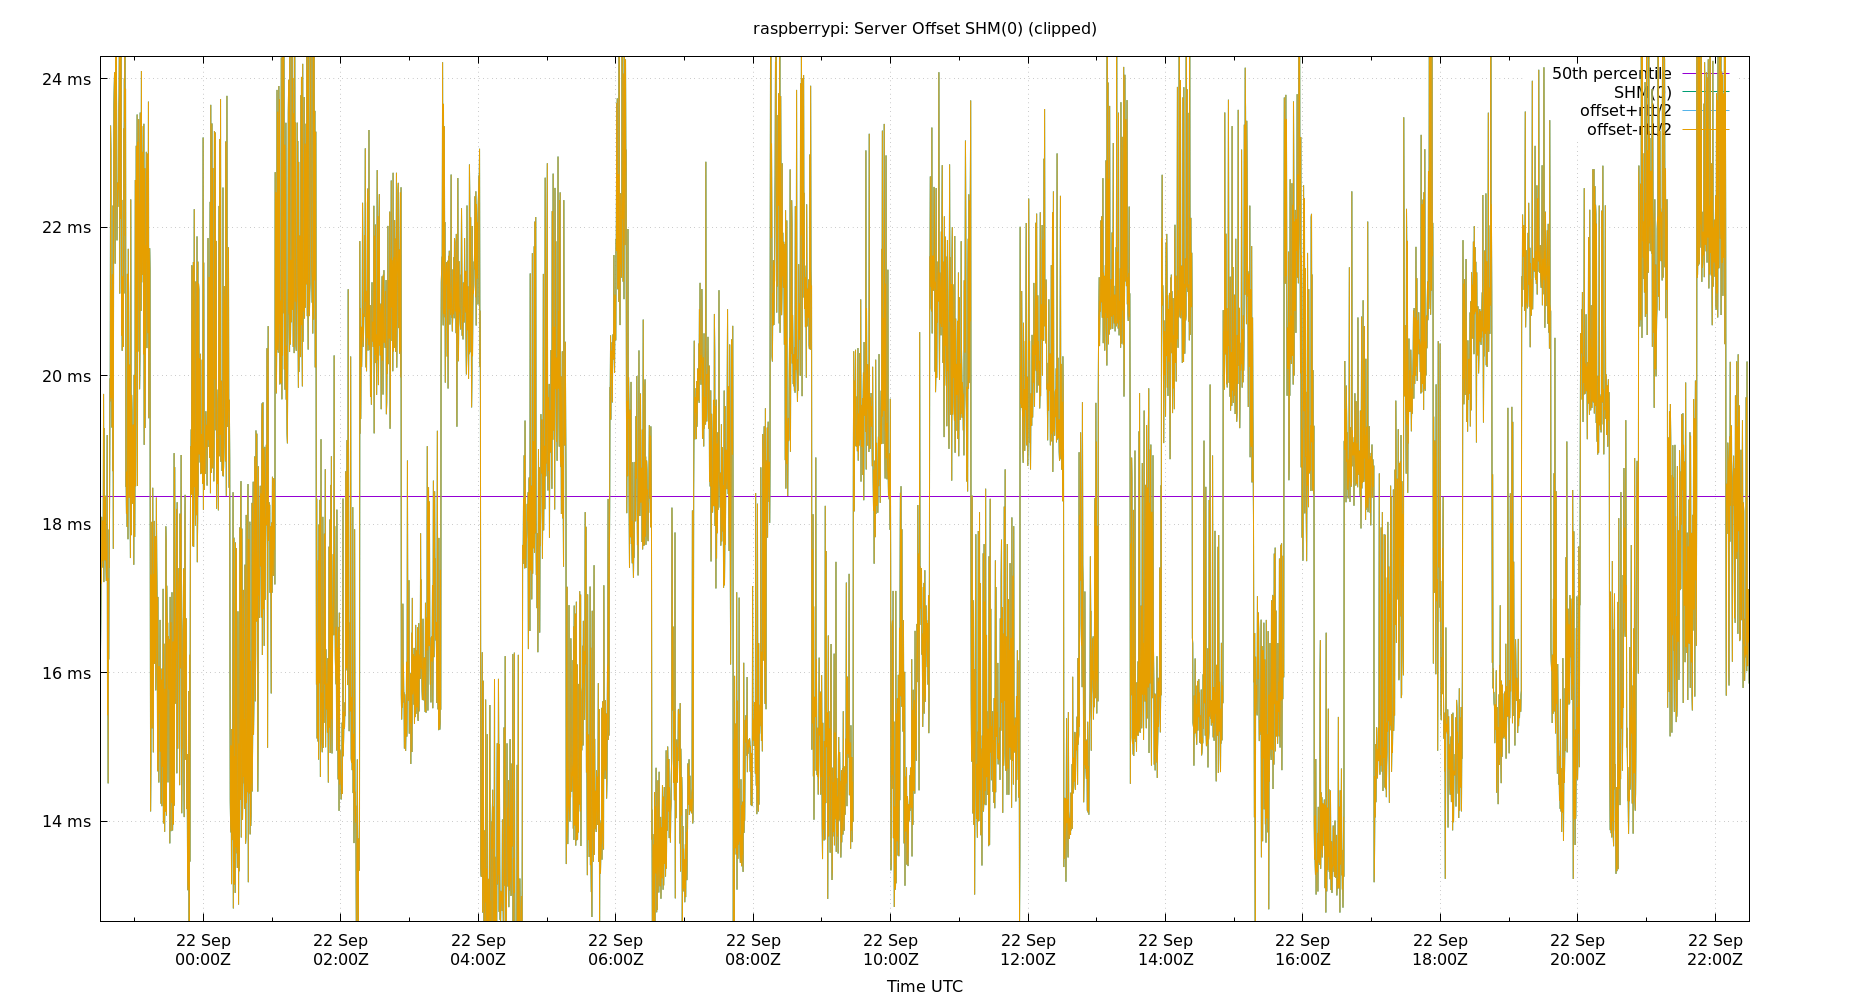 raspberrypi: Server Offset SHM(0) (clipped)
24 ms
22 ms
20 ms
18 ms
16 ms
14 ms
50th percentile
SHM(0)
offset+rtt/2
offset-rtt/2
22 Sep 22 Sep 22 Sep 22 Sep 22 Sep 22 Sep 22 Sep 22 Sep 22 Sep 22 Sep 22 Sep 22 Sep
00:00Z 02:00Z 04:00Z 06:00Z 08:00Z 10:00Z 12:00Z 14:00Z 16:00Z 18:00Z 20:00Z 22:00Z
Time UTC